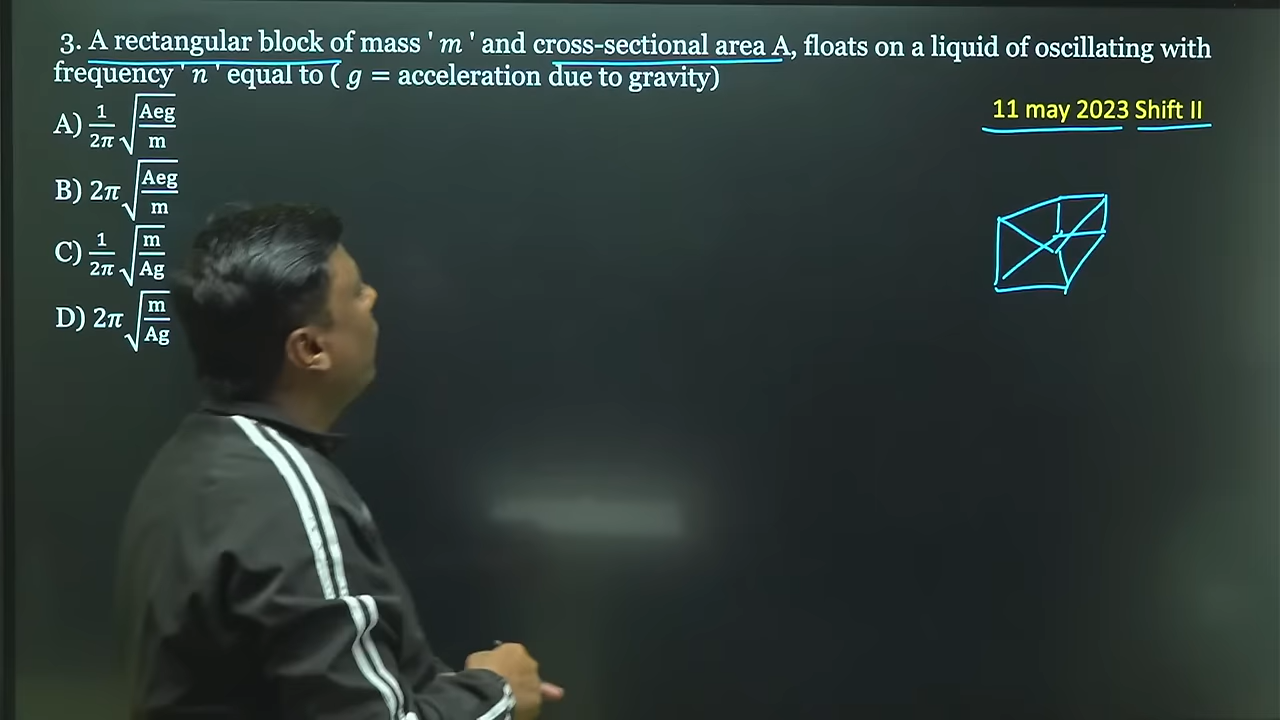 3. A rectangular block of mass ' m ' and cross-sectional area A, floats on a liquid of oscillating with
frequency ' n ' equal to ( g = acceleration due to gravity)
11 may 2023 Shift II
A) 1/2π √Aeg/m
B) 2π √Aeg/m
C) 1/2π √m/Ag
D) 2π √m/Ag